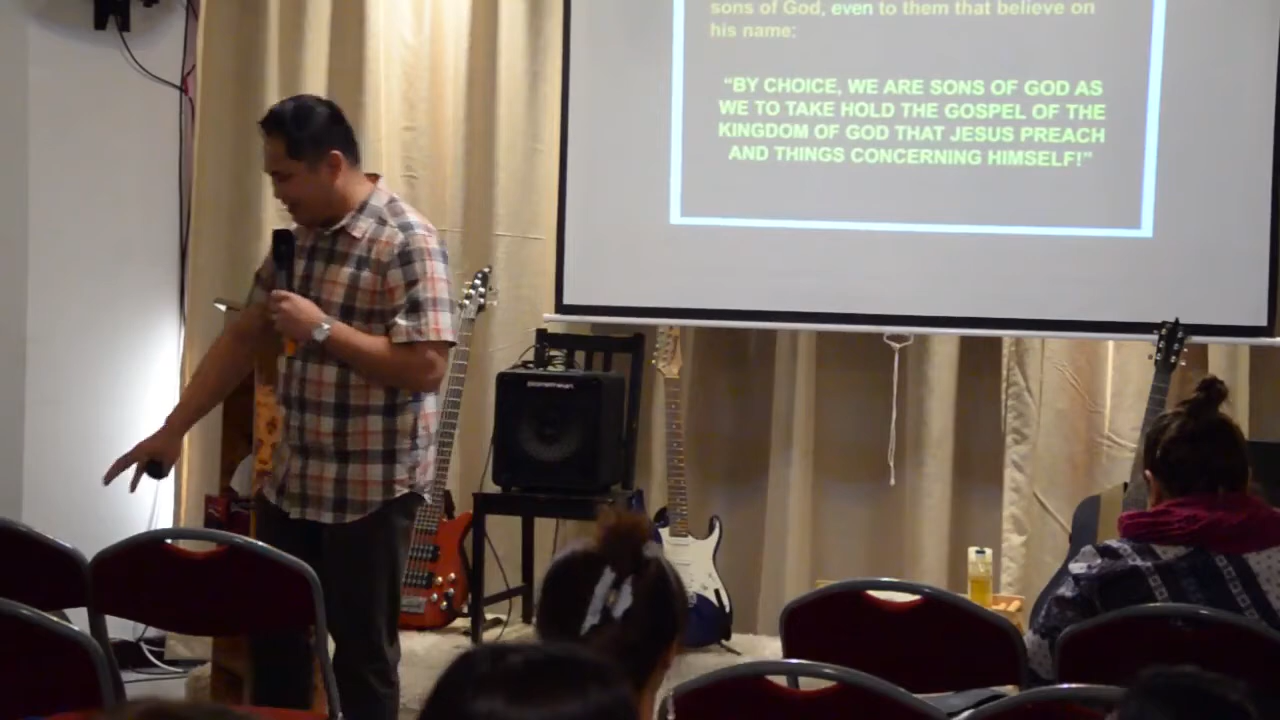 sons of God, even to them that believe on
his name:
“BY CHOICE, WE ARE SONS OF GOD AS
WE TO TAKE HOLD THE GOSPEL OF THE
KINGDOM OF GOD THAT JESUS PREACH
AND THINGS CONCERNING HIMSELF!”